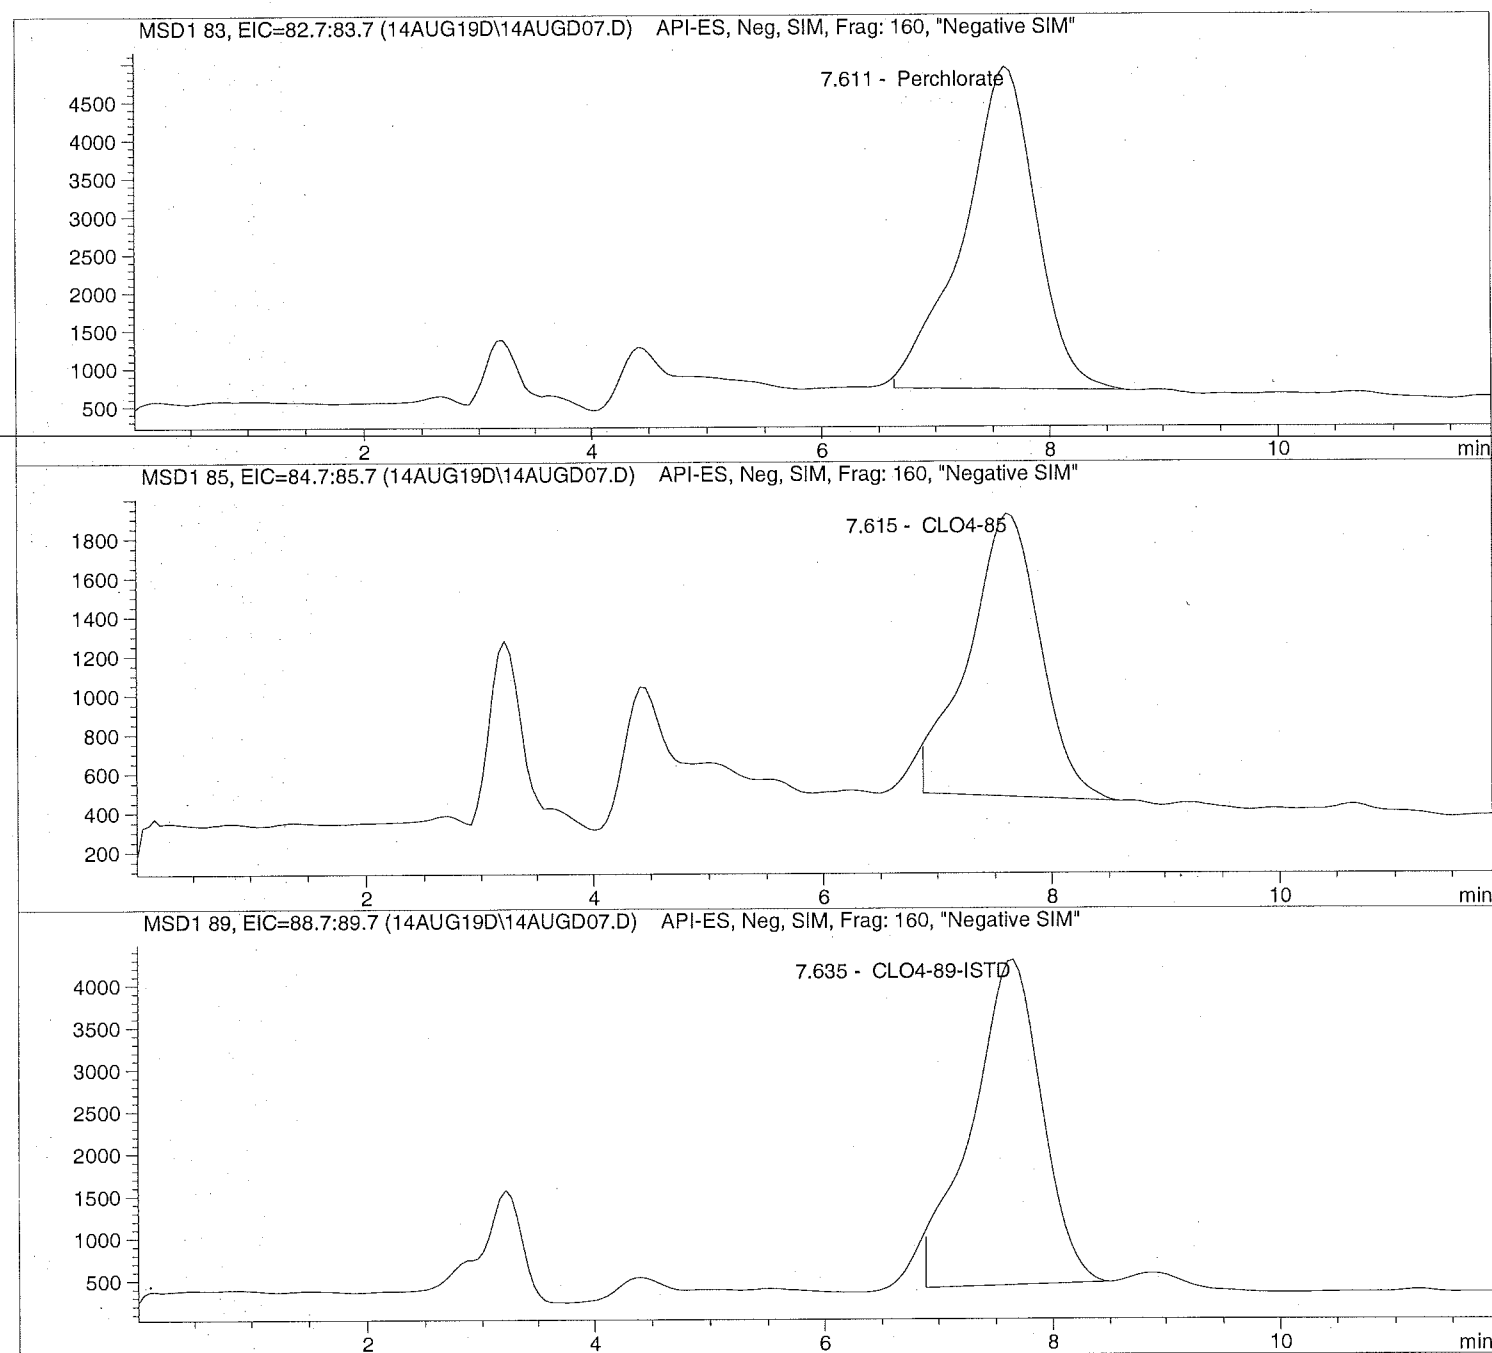 MSD1 83, EIC=82.7:83.7 (14AUG19D\14AUGD07.D) API-ES, Neg, SIM, Frag: 160, "Negative SIM"
7.611 - Perchlorate
4500
4000
3500
3000
2500
2000
1500
1000
500
2 4 6 8 10 min
MSD1 85, EIC=84.7:85.7 (14AUG19D\14AUGD07.D) API-ES, Neg, SIM, Frag: 160, "Negative SIM"
7.615 - CLO4-85
1800
1600
1400
1200
1000
800
600
400
200
2 4 6 8 10 min
MSD1 89, EIC=88.7:89.7 (14AUG19D\14AUGD07.D) API-ES, Neg, SIM, Frag: 160, "Negative SIM"
7.635 - CLO4-89-ISTD
4000
3500
3000
2500
2000
1500
1000
500
2 4 6 8 10 min